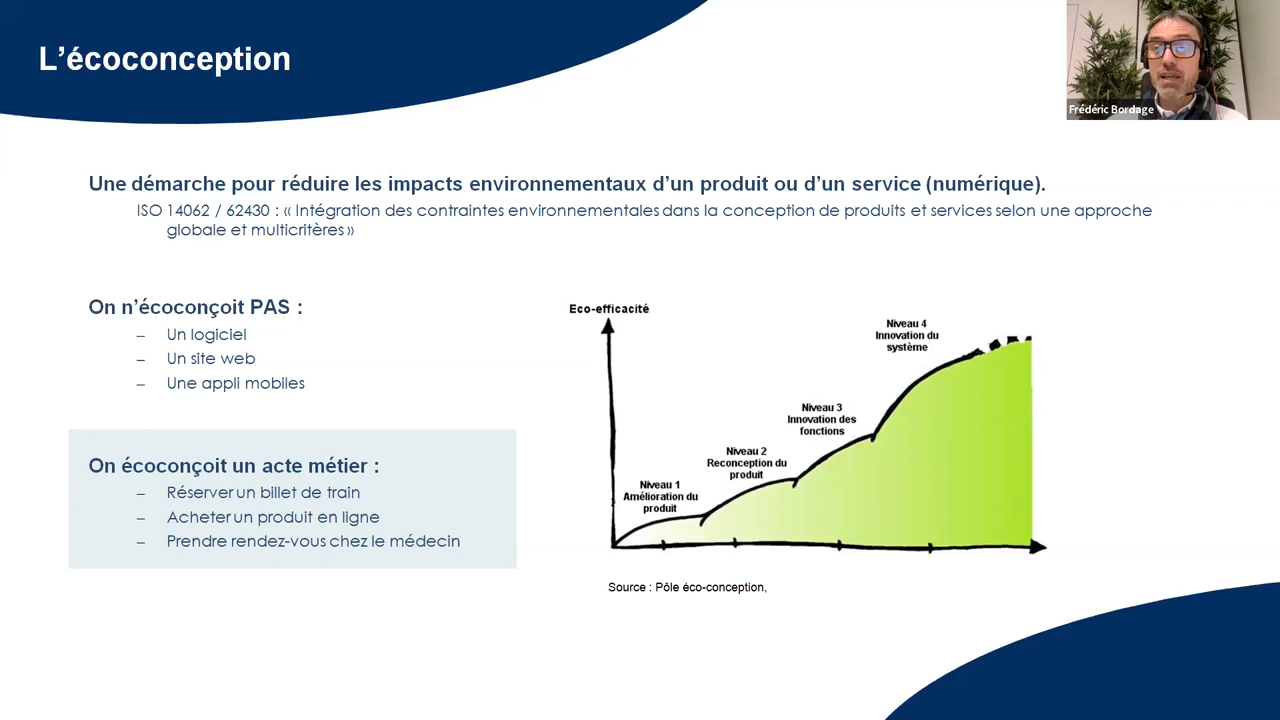 L’écoconception
Frédéric Bordage
Une démarche pour réduire les impacts environnementaux d’un produit ou d’un service (numérique).
ISO 14062 / 62430 : « Intégration des contraintes environnementales dans la conception de produits et services selon une approche
globale et multicritères »
On n’écoconçoit PAS :
– Un logiciel
– Un site web
– Une appli mobiles
On écoconçoit un acte métier :
– Réserver un billet de train
– Acheter un produit en ligne
– Prendre rendez-vous chez le médecin
Eco-efficacité
Niveau 1
Amélioration du
produit
Niveau 2
Reconception du
produit
Niveau 3
Innovation des
fonctions
Niveau 4
Innovation du
système
Source : Pôle éco-conception,